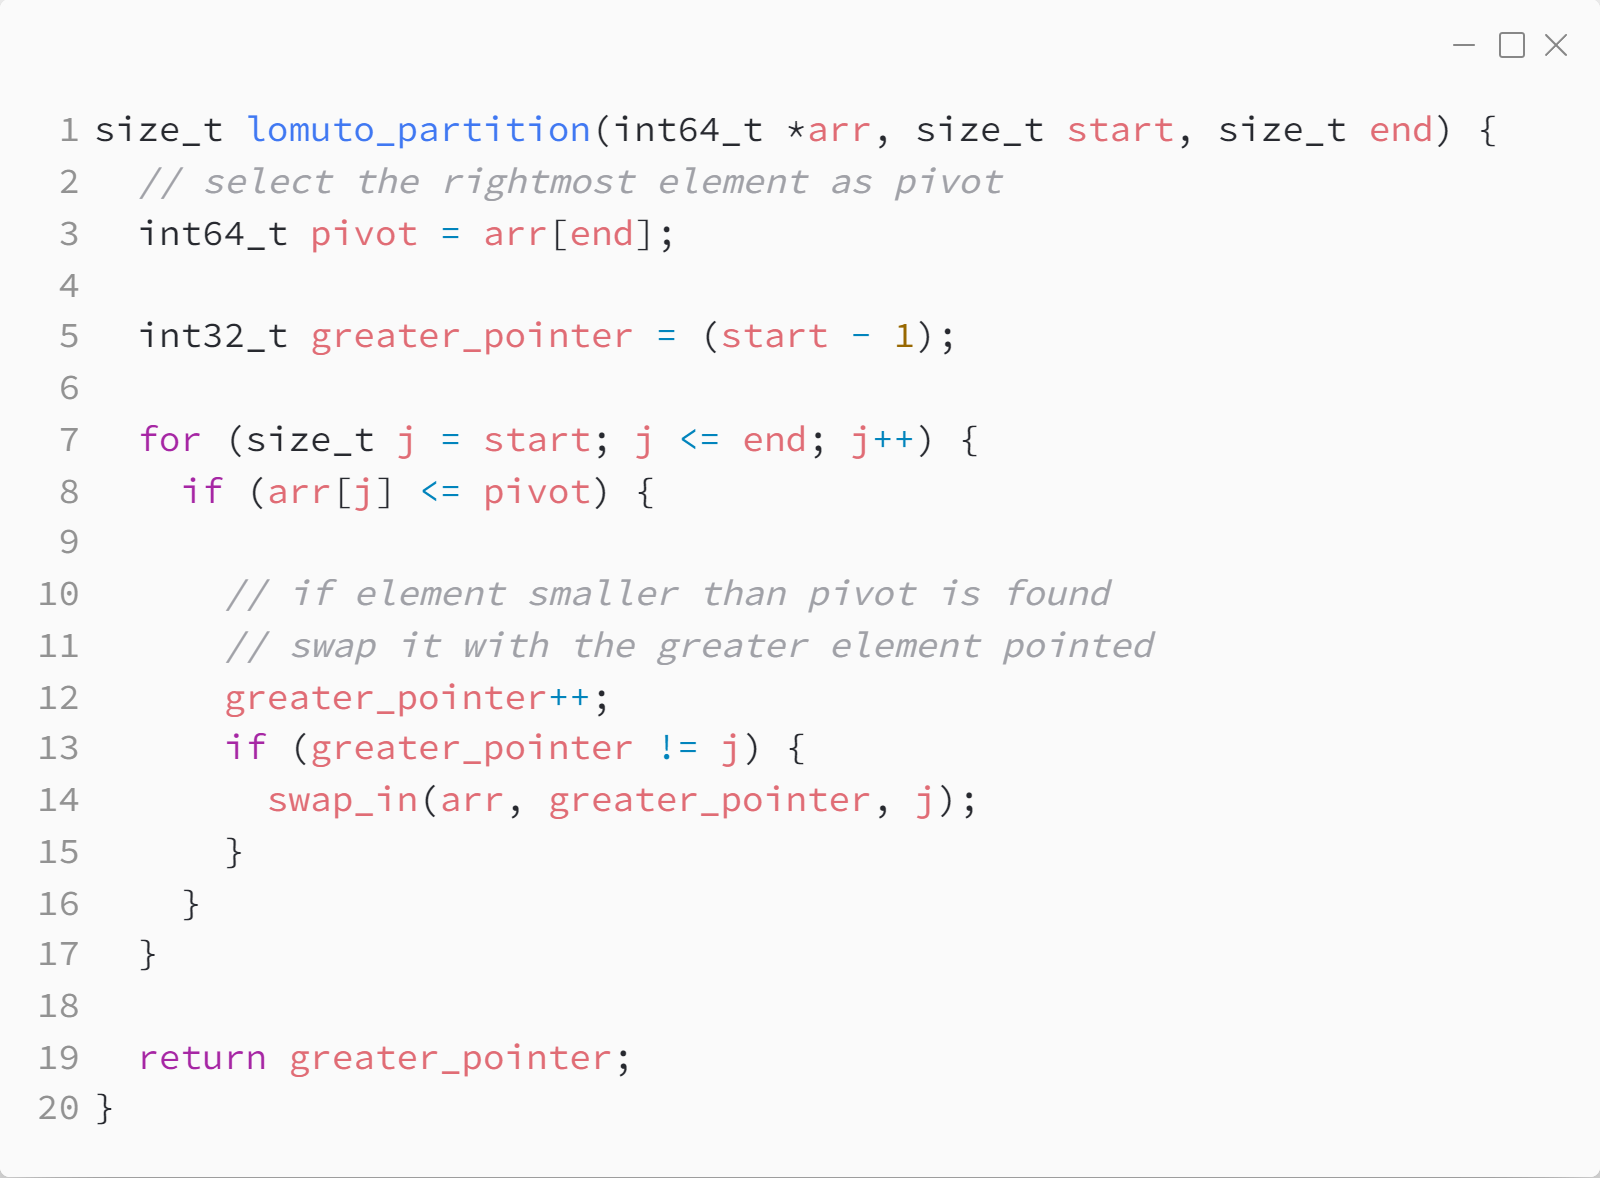 1 size_t lomuto_partition(int64_t *arr, size_t start, size_t end) {
2   // select the rightmost element as pivot
3   int64_t pivot = arr[end];
4
5   int32_t greater_pointer = (start - 1);
6
7   for (size_t j = start; j <= end; j++) {
8     if (arr[j] <= pivot) {
9
10       // if element smaller than pivot is found
11       // swap it with the greater element pointed
12       greater_pointer++;
13       if (greater_pointer != j) {
14         swap_in(arr, greater_pointer, j);
15       }
16     }
17   }
18
19   return greater_pointer;
20 }